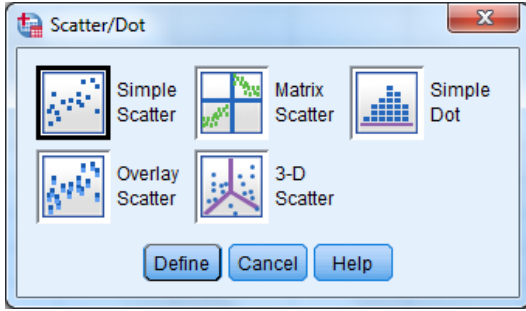 Scatter/Dot
Simple
Scatter
Matrix
Scatter
Simple
Dot
Overlay
Scatter
3-D
Scatter
Define
Cancel
Help